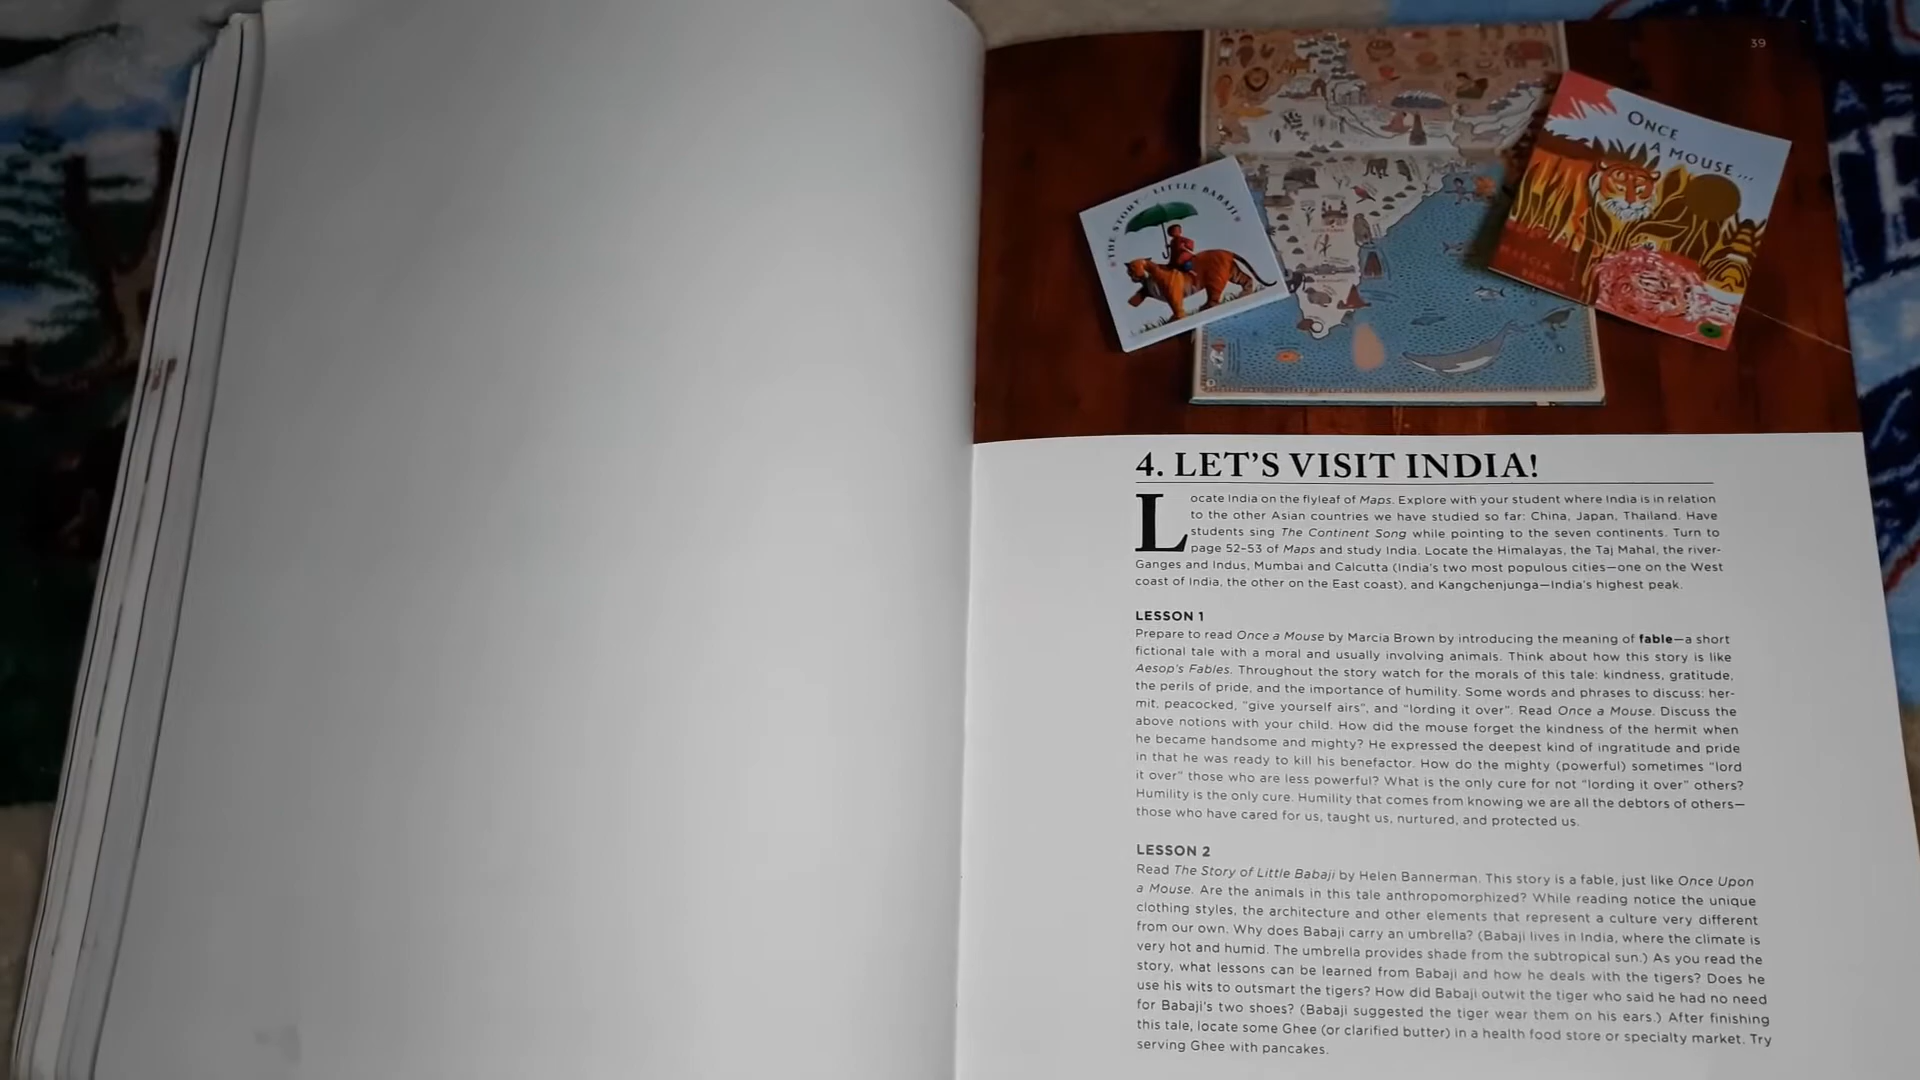 39
ONCE
A MOUSE...
THE STORY LITTLE BABAJI
4. LET'S VISIT INDIA!
Locate India on the flyleaf of Maps. Explore with your student where India is in relation
to the other Asian countries we have studied so far: China, Japan, Thailand. Have
students sing The Continent Song while pointing to the seven continents. Turn to
page 52-53 of Maps and study India. Locate the Himalayas, the Taj Mahal, the river-
Ganges and Indus, Mumbai and Calcutta (India's two most populous cities—one on the West
coast of India, the other on the East coast), and Kangchenjunga—India's highest peak.
LESSON 1
Prepare to read Once a Mouse by Marcia Brown by introducing the meaning of fable—a short
fictional tale with a moral and usually involving animals. Think about how this story is like
Aesop's Fables. Throughout the story watch for the morals of this tale: kindness, gratitude,
the perils of pride, and the importance of humility. Some words and phrases to discuss: her-
mit, peacocked, "give yourself airs", and "lording it over". Read Once a Mouse. Discuss the
above notions with your child. How did the mouse forget the kindness of the hermit when
he became handsome and mighty? He expressed the deepest kind of ingratitude and pride
in that he was ready to kill his benefactor. How do the mighty (powerful) sometimes "lord
it over" those who are less powerful? What is the only cure for not "lording it over" others?
Humility is the only cure. Humility that comes from knowing we are all the debtors of others—
those who have cared for us, taught us, nurtured, and protected us.
LESSON 2
Read The Story of Little Babaji by Helen Bannerman. This story is a fable, just like Once Upon
a Mouse. Are the animals in this tale anthropomorphized? While reading notice the unique
clothing styles, the architecture and other elements that represent a culture very different
from our own. Why does Babaji carry an umbrella? (Babaji lives in India, where the climate is
very hot and humid. The umbrella provides shade from the subtropical sun.) As you read the
story, what lessons can be learned from Babaji and how he deals with the tigers? Does he
use his wits to outsmart the tigers? How did Babaji outwit the tiger who said he had no need
for Babaji's two shoes? (Babaji suggested the tiger wear them on his ears.) After finishing
this tale, locate some Ghee (or clarified butter) in a health food store or specialty market. Try
serving Ghee with pancakes.